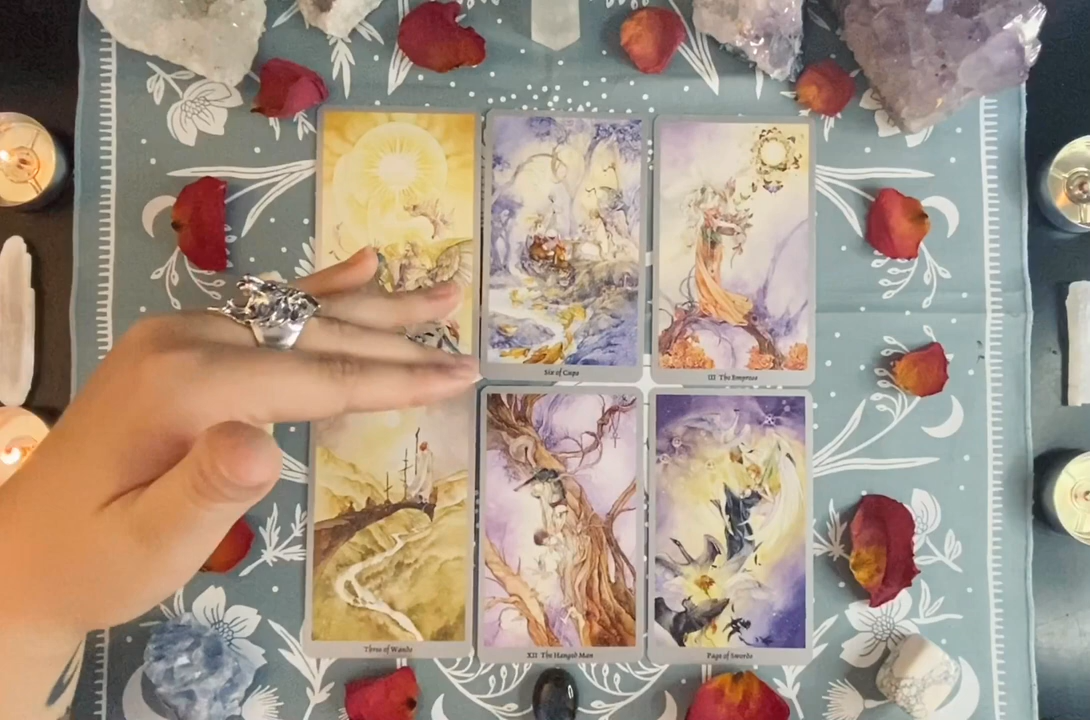 Six of Cups
III The Empress
Three of Wands
XII The Hanged Man
Page of Swords